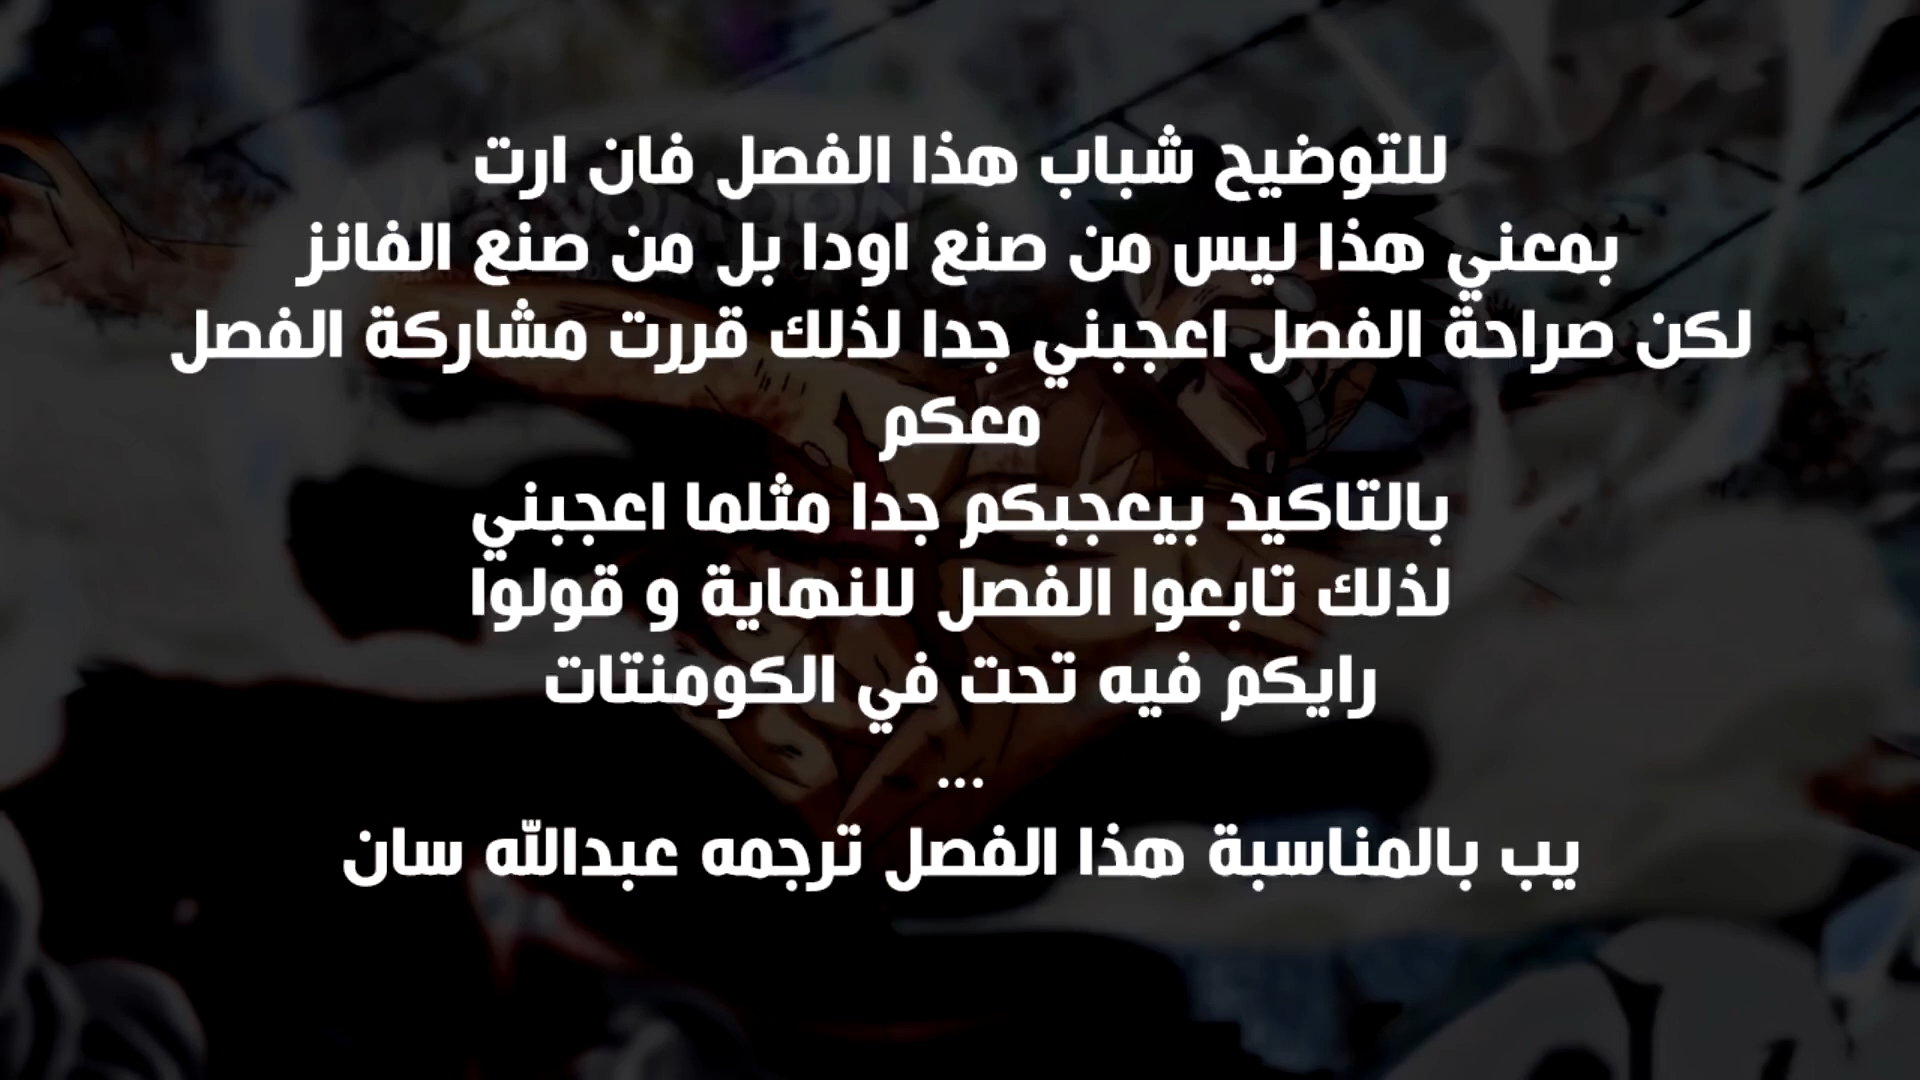 للتوضيح شباب هذا الفصل فان ارت
بمعني هذا ليس من صنع اودا بل من صنع الفانز
لكن صراحة الفصل اعجبني جدا لذلك قررت مشاركة الفصل
معكم
بالتاكيد بيعجبكم جدا مثلما اعجبني
لذلك تابعوا الفصل للنهاية و قولوا
رايكم فيه تحت في الكومنتات
...
يب بالمناسبة هذا الفصل ترجمه عبدالله سان